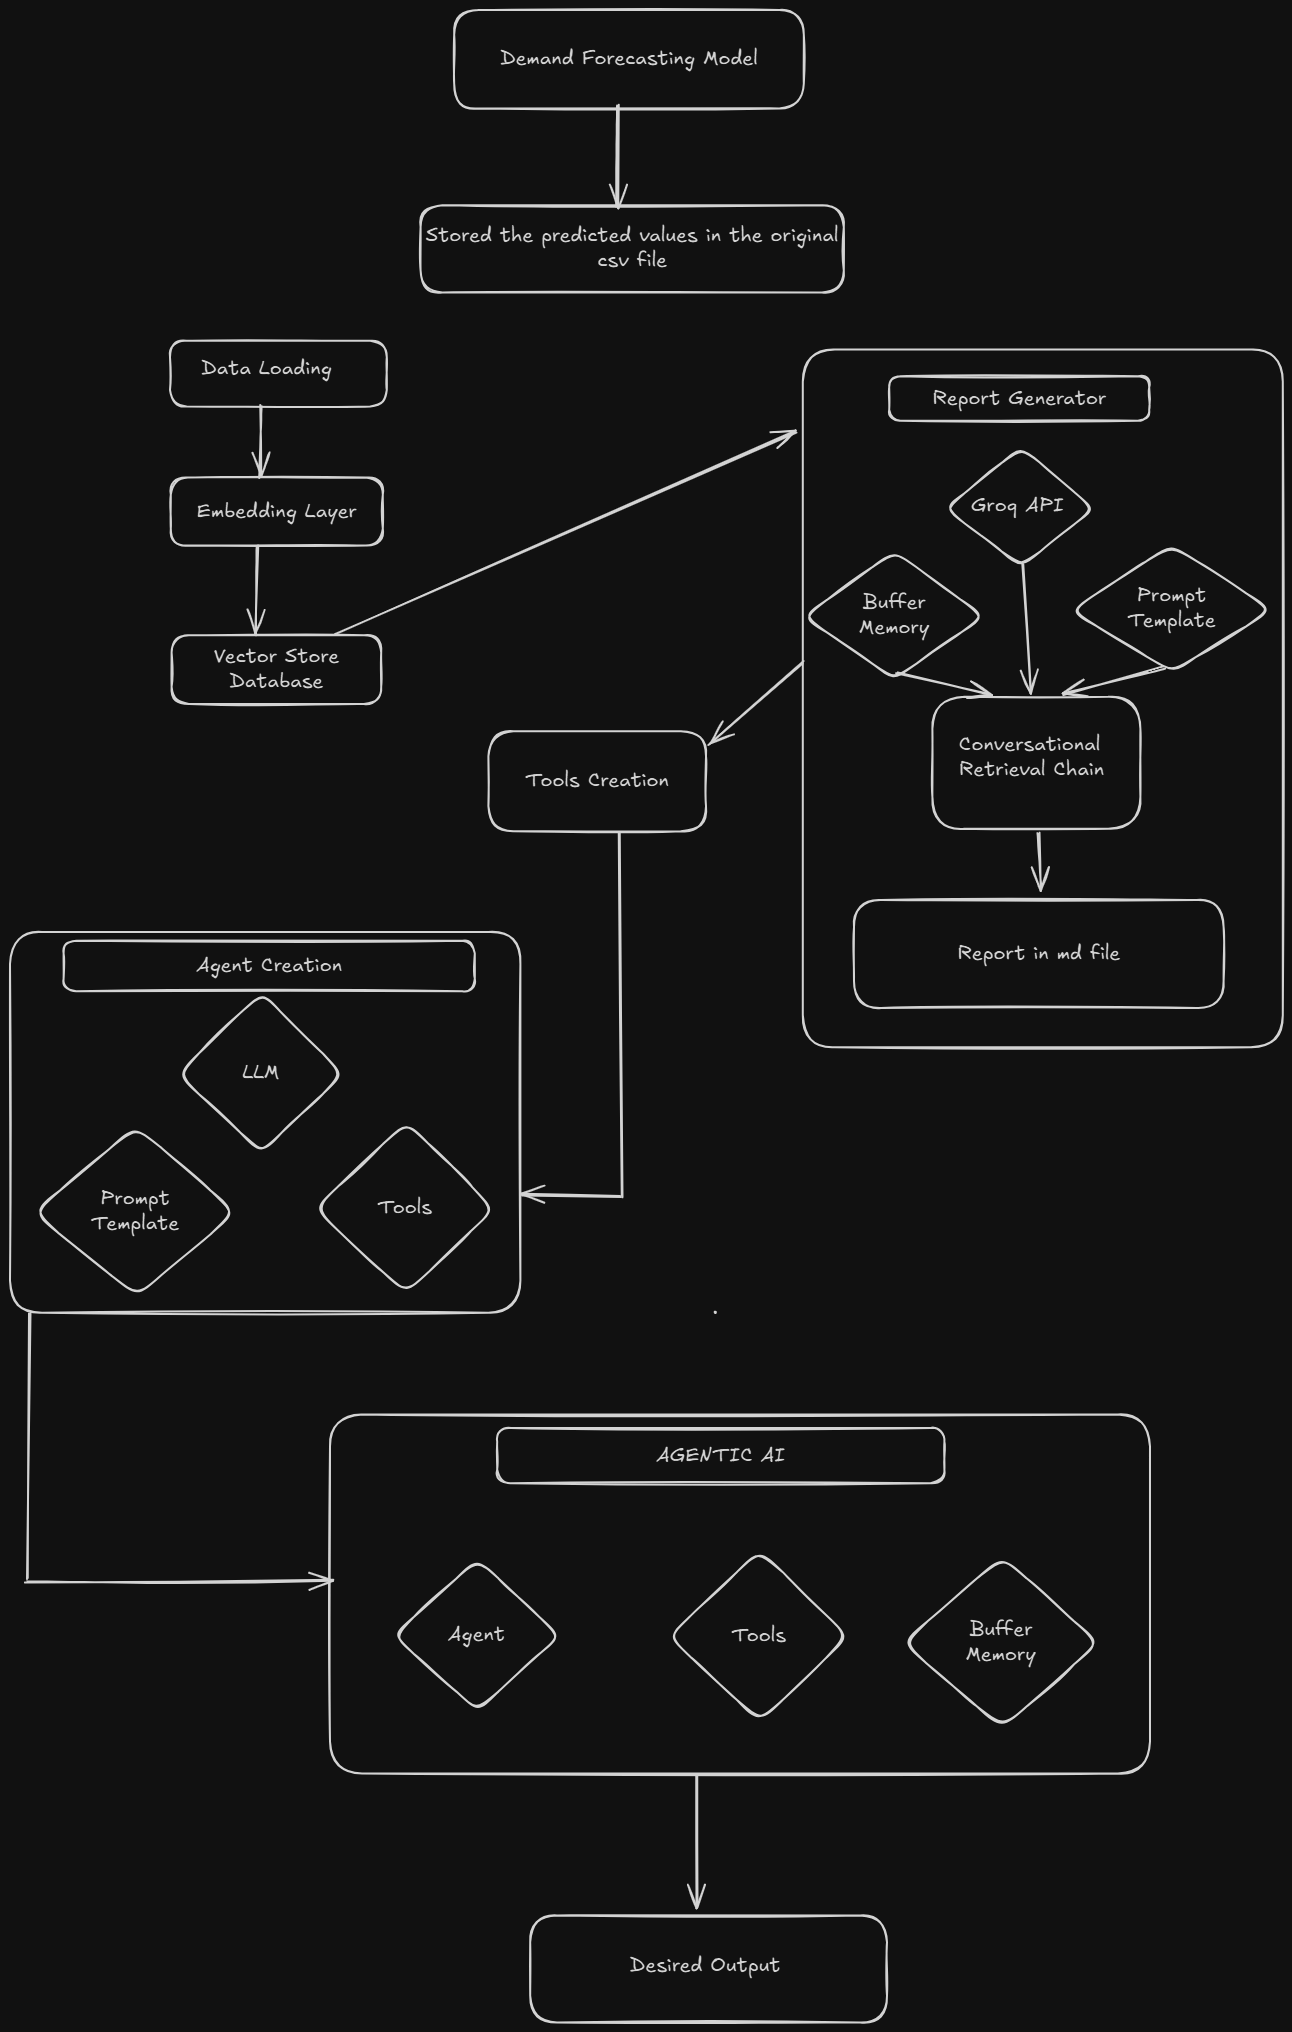 Demand Forecasting Model
Stored the predicted values in the original
csv file
Data Loading
Embedding Layer
Vector Store
Database
Report Generator
Groq API
Buffer
Memory
Prompt
Template
Conversational
Retrieval Chain
Report in md file
Tools Creation
Agent Creation
LLM
Prompt
Template
Tools
AGENTIC AI
Agent
Tools
Buffer
Memory
Desired Output